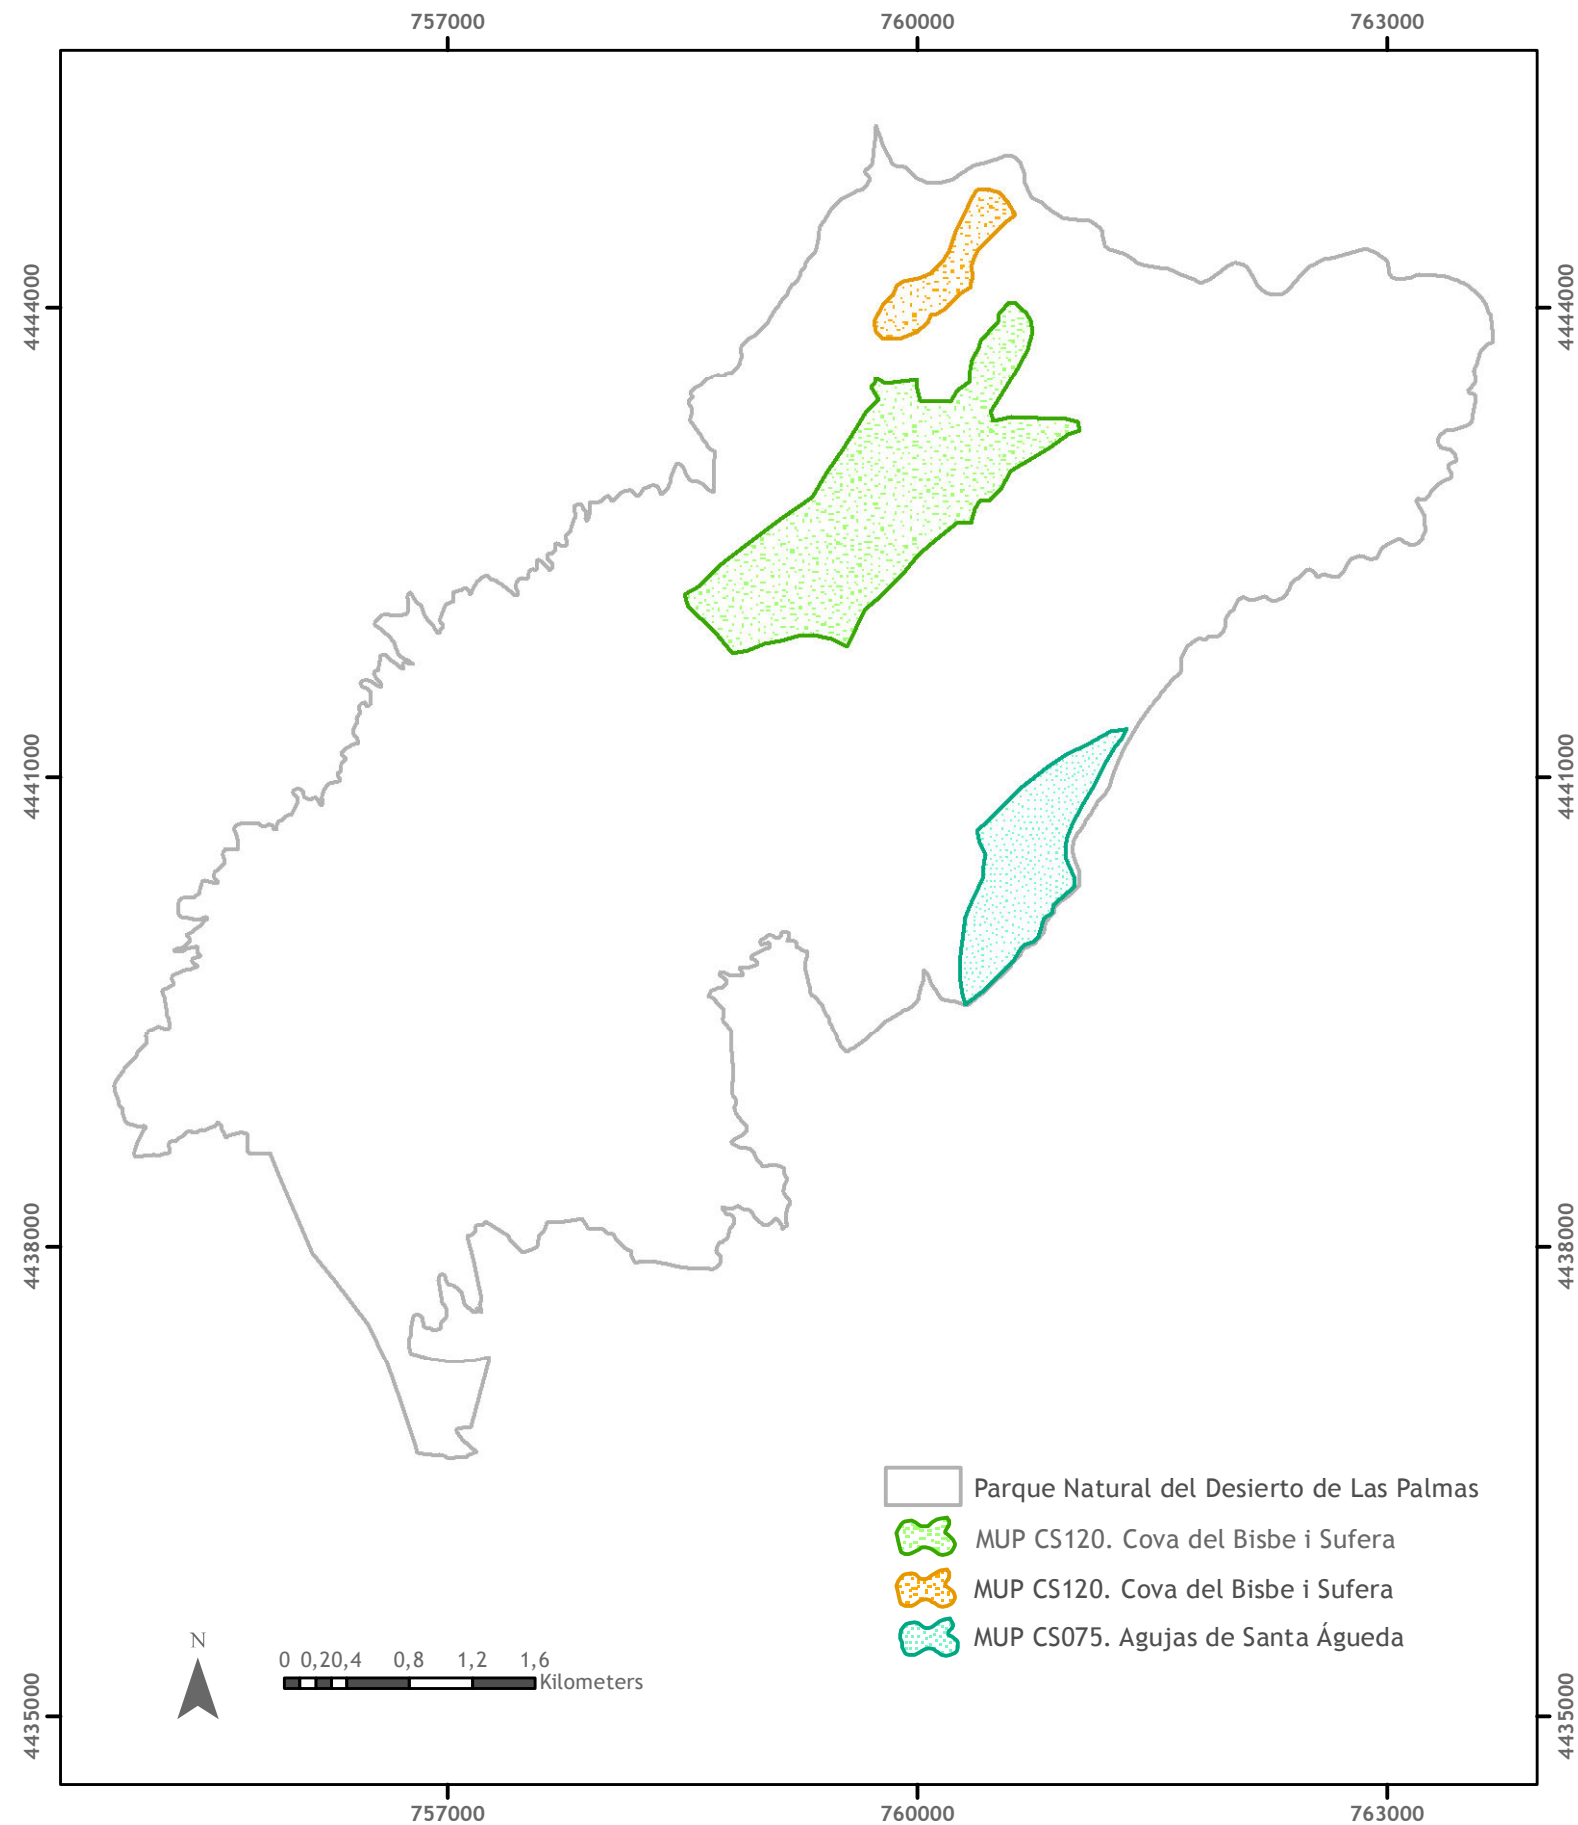 757000 760000 763000
4444000 4444000
4441000 4441000
4438000 4438000
Parque Natural del Desierto de Las Palmas
MUP CS120. Cova del Bisbe i Sufera
MUP CS120. Cova del Bisbe i Sufera
MUP CS075. Agujas de Santa Águeda
N
0 0,20,4 0,8 1,2 1,6
Kilometers
4435000 4435000
757000 760000 763000